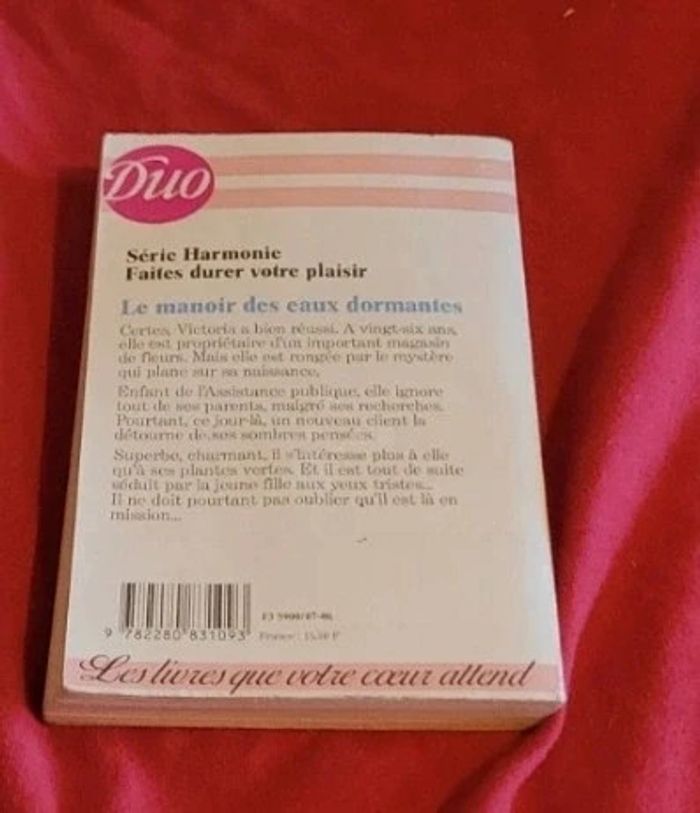 Duo
Série Harmonie
Faites durer votre plaisir
Le manoir des eaux dormantes
Certes, Victoria a bien réussi. A vingt-six ans,
elle est propriétaire d'un important magasin
de fleurs. Mais elle est rongée par le mystère
qui plane sur sa naissance.
Enfant de l'Assistance publique, elle ignore
tout de ses parents, malgré ses recherches.
Pourtant, ce jour-là, un nouveau client la
détourne de ses sombres pensées.
Superbe, charmant, il s'intéresse plus à elle
qu'à ses plantes vertes. Et il est tout de suite
séduit par la jeune fille aux yeux tristes...
Il ne doit pourtant pas oublier qu'il est là en
mission...
9 782280 831093
France :
Les livres que votre cœur attend